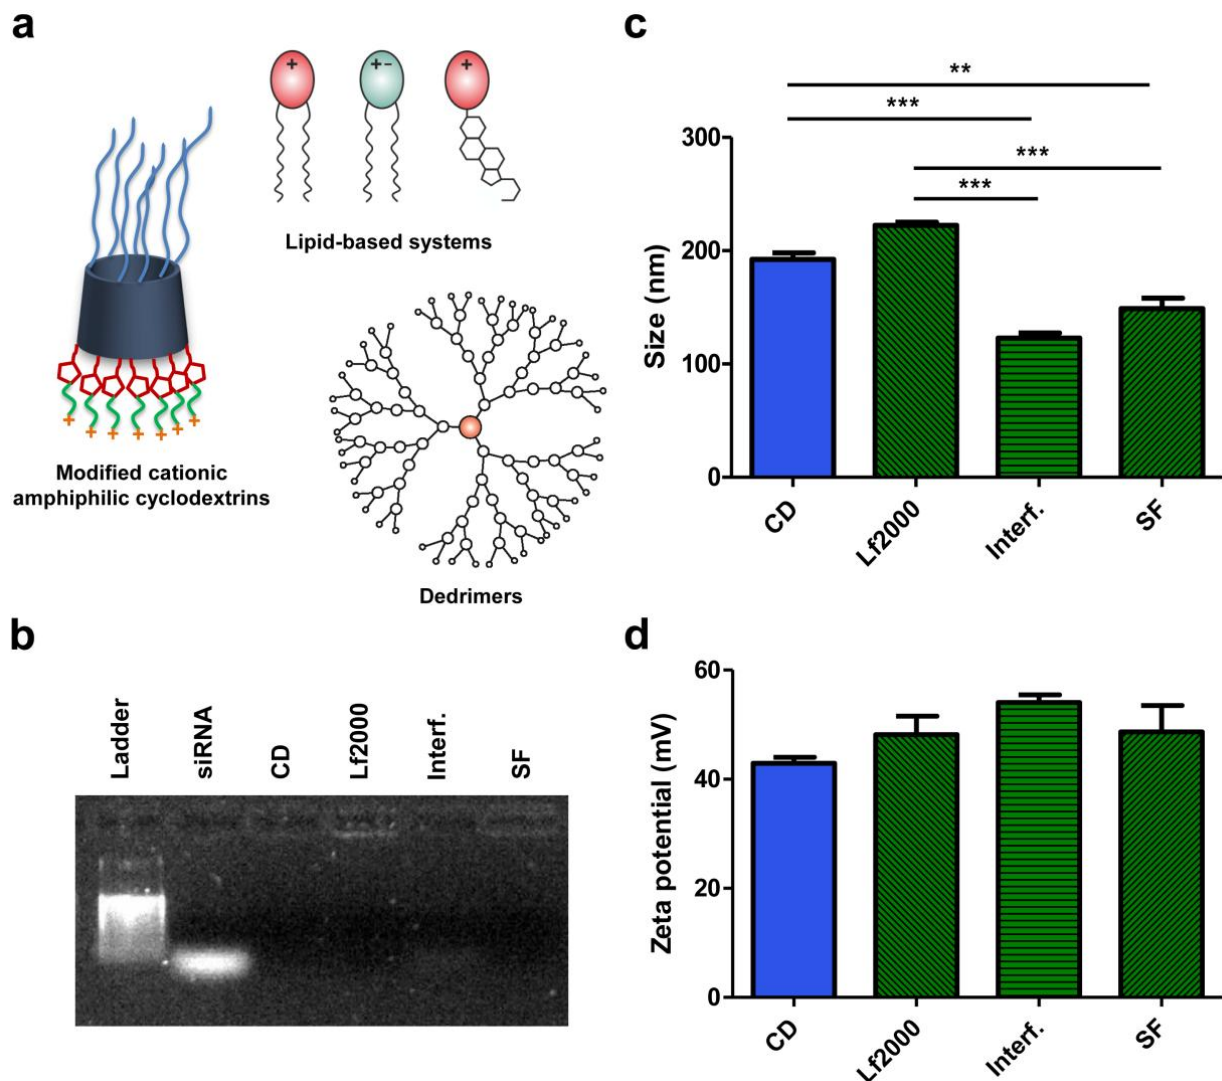 a
+
+-
+
Lipid-based systems
+ + + + + + +
Modified cationic
amphiphilic cyclodextrins
Dedrimers
b
Ladder
siRNA
CD
Lf2000
Interf.
SF
c
**
***
***
***
300
200
100
0
Size (nm)
CD
Lf2000
Interf.
SF
d
60
40
20
0
Zeta potential (mV)
CD
Lf2000
Interf.
SF